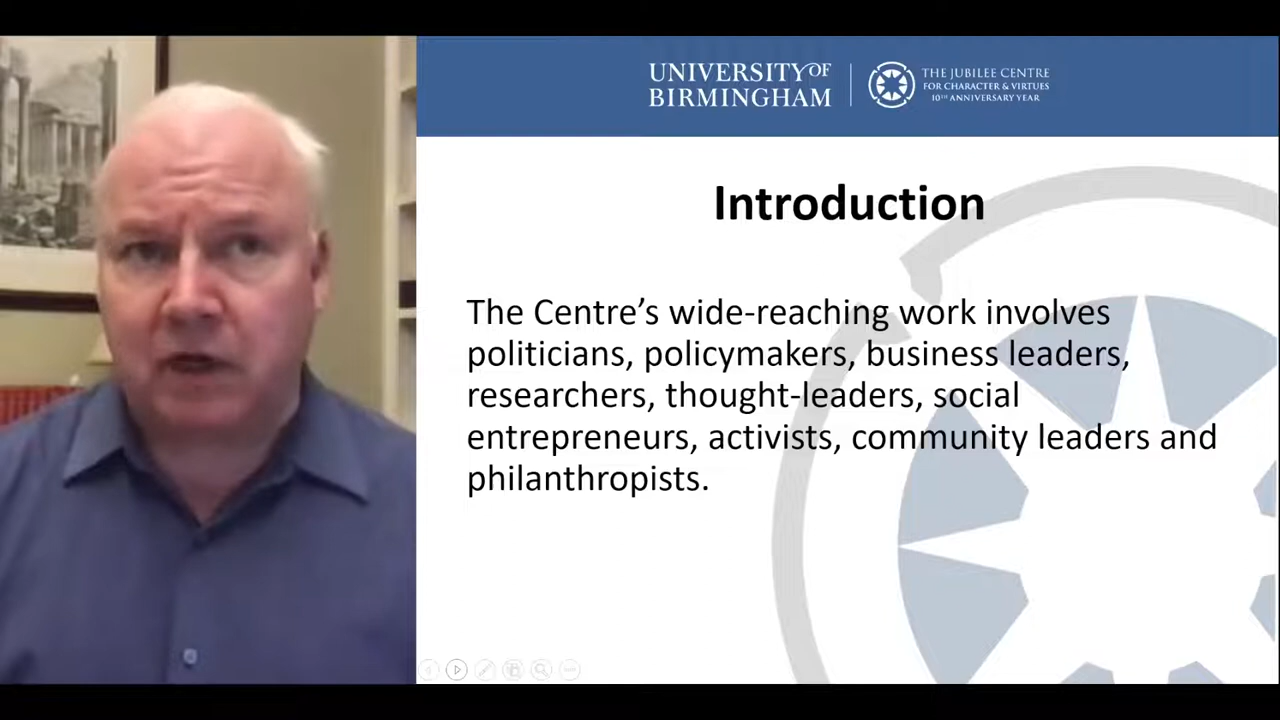 UNIVERSITY OF
BIRMINGHAM
THE JUBILEE CENTRE
FOR CHARACTER & VIRTUES
10TH ANNIVERSARY YEAR
Introduction
The Centre’s wide-reaching work involves
politicians, policymakers, business leaders,
researchers, thought-leaders, social
entrepreneurs, activists, community leaders and
philanthropists.